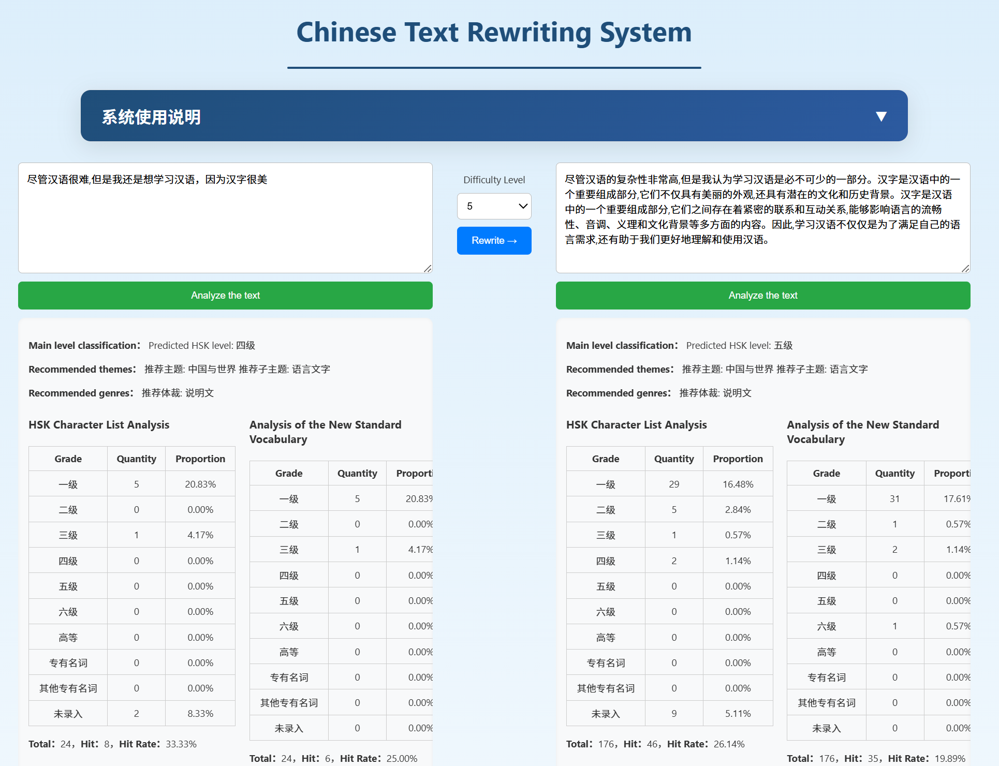 Chinese Text Rewriting System
系统使用说明
▼
尽管汉语很难,但是我还是想学习汉语，因为汉字很美
Difficulty Level
5
Rewrite →
尽管汉语的复杂性非常高,但是我认为学习汉语是必不可少的一部分。汉字是汉语中的一
个重要组成部分,它们不仅具有美丽的外观,还具有潜在的文化和历史背景。汉字是汉语
中的一个重要组成部分,它们之间存在着紧密的联系和互动关系,能够影响语言的流畅
性、音调、义理和文化背景等多方面的内容。因此,学习汉语不仅仅是为了满足自己的语
言需求,还有助于我们更好地理解和使用汉语。
Analyze the text
Main level classification： Predicted HSK level: 四级
Recommended themes： 推荐主题: 中国与世界 推荐子主题: 语言文字
Recommended genres： 推荐体裁: 说明文
HSK Character List Analysis
Grade Quantity Proportion
一级 5 20.83%
二级 0 0.00%
三级 1 4.17%
四级 0 0.00%
五级 0 0.00%
六级 0 0.00%
高等 0 0.00%
专有名词 0 0.00%
其他专有名词 0 0.00%
未录入 2 8.33%
Total：24，Hit：8，Hit Rate：33.33%
Analysis of the New Standard
Vocabulary
Grade Quantity Proporti
一级 5 20.83%
二级 0 0.00%
三级 1 4.17%
四级 0 0.00%
五级 0 0.00%
六级 0 0.00%
高等 0 0.00%
专有名词 0 0.00%
其他专有名词 0 0.00%
未录入 0 0.00%
Total：24，Hit：6，Hit Rate：25.00%
Analyze the text
Main level classification： Predicted HSK level: 五级
Recommended themes： 推荐主题: 中国与世界 推荐子主题: 语言文字
Recommended genres： 推荐体裁: 说明文
HSK Character List Analysis
Grade Quantity Proportion
一级 29 16.48%
二级 5 2.84%
三级 1 0.57%
四级 2 1.14%
五级 0 0.00%
六级 0 0.00%
高等 0 0.00%
专有名词 0 0.00%
其他专有名词 0 0.00%
未录入 9 5.11%
Total：176，Hit：46，Hit Rate：26.14%
Analysis of the New Standard
Vocabulary
Grade Quantity Proporti
一级 31 17.61%
二级 1 0.57%
三级 2 1.14%
四级 0 0.00%
五级 0 0.00%
六级 1 0.57%
高等 0 0.00%
专有名词 0 0.00%
其他专有名词 0 0.00%
未录入 0 0.00%
Total：176，Hit：35，Hit Rate：19.89%